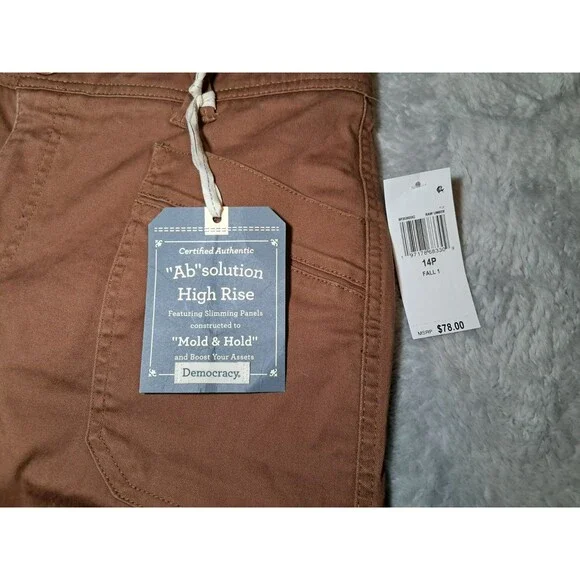 Certified Authentic
"Ab"solution
High Rise
Featuring Slimming Panels
constructed to
"Mold & Hold"
and Boost Your Assets
Democracy.
14P
FALL 1
MSRP $78.00